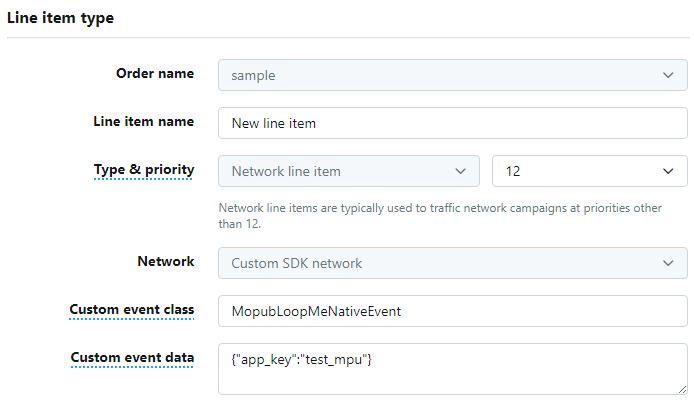 Line item type
Order name sample
Line item name New line item
Type & priority Network line item 12
Network line items are typically used to traffic network campaigns at priorities other
than 12.
Network Custom SDK network
Custom event class MopubLoopMeNativeEvent
Custom event data {"app_key":"test_mpu"}